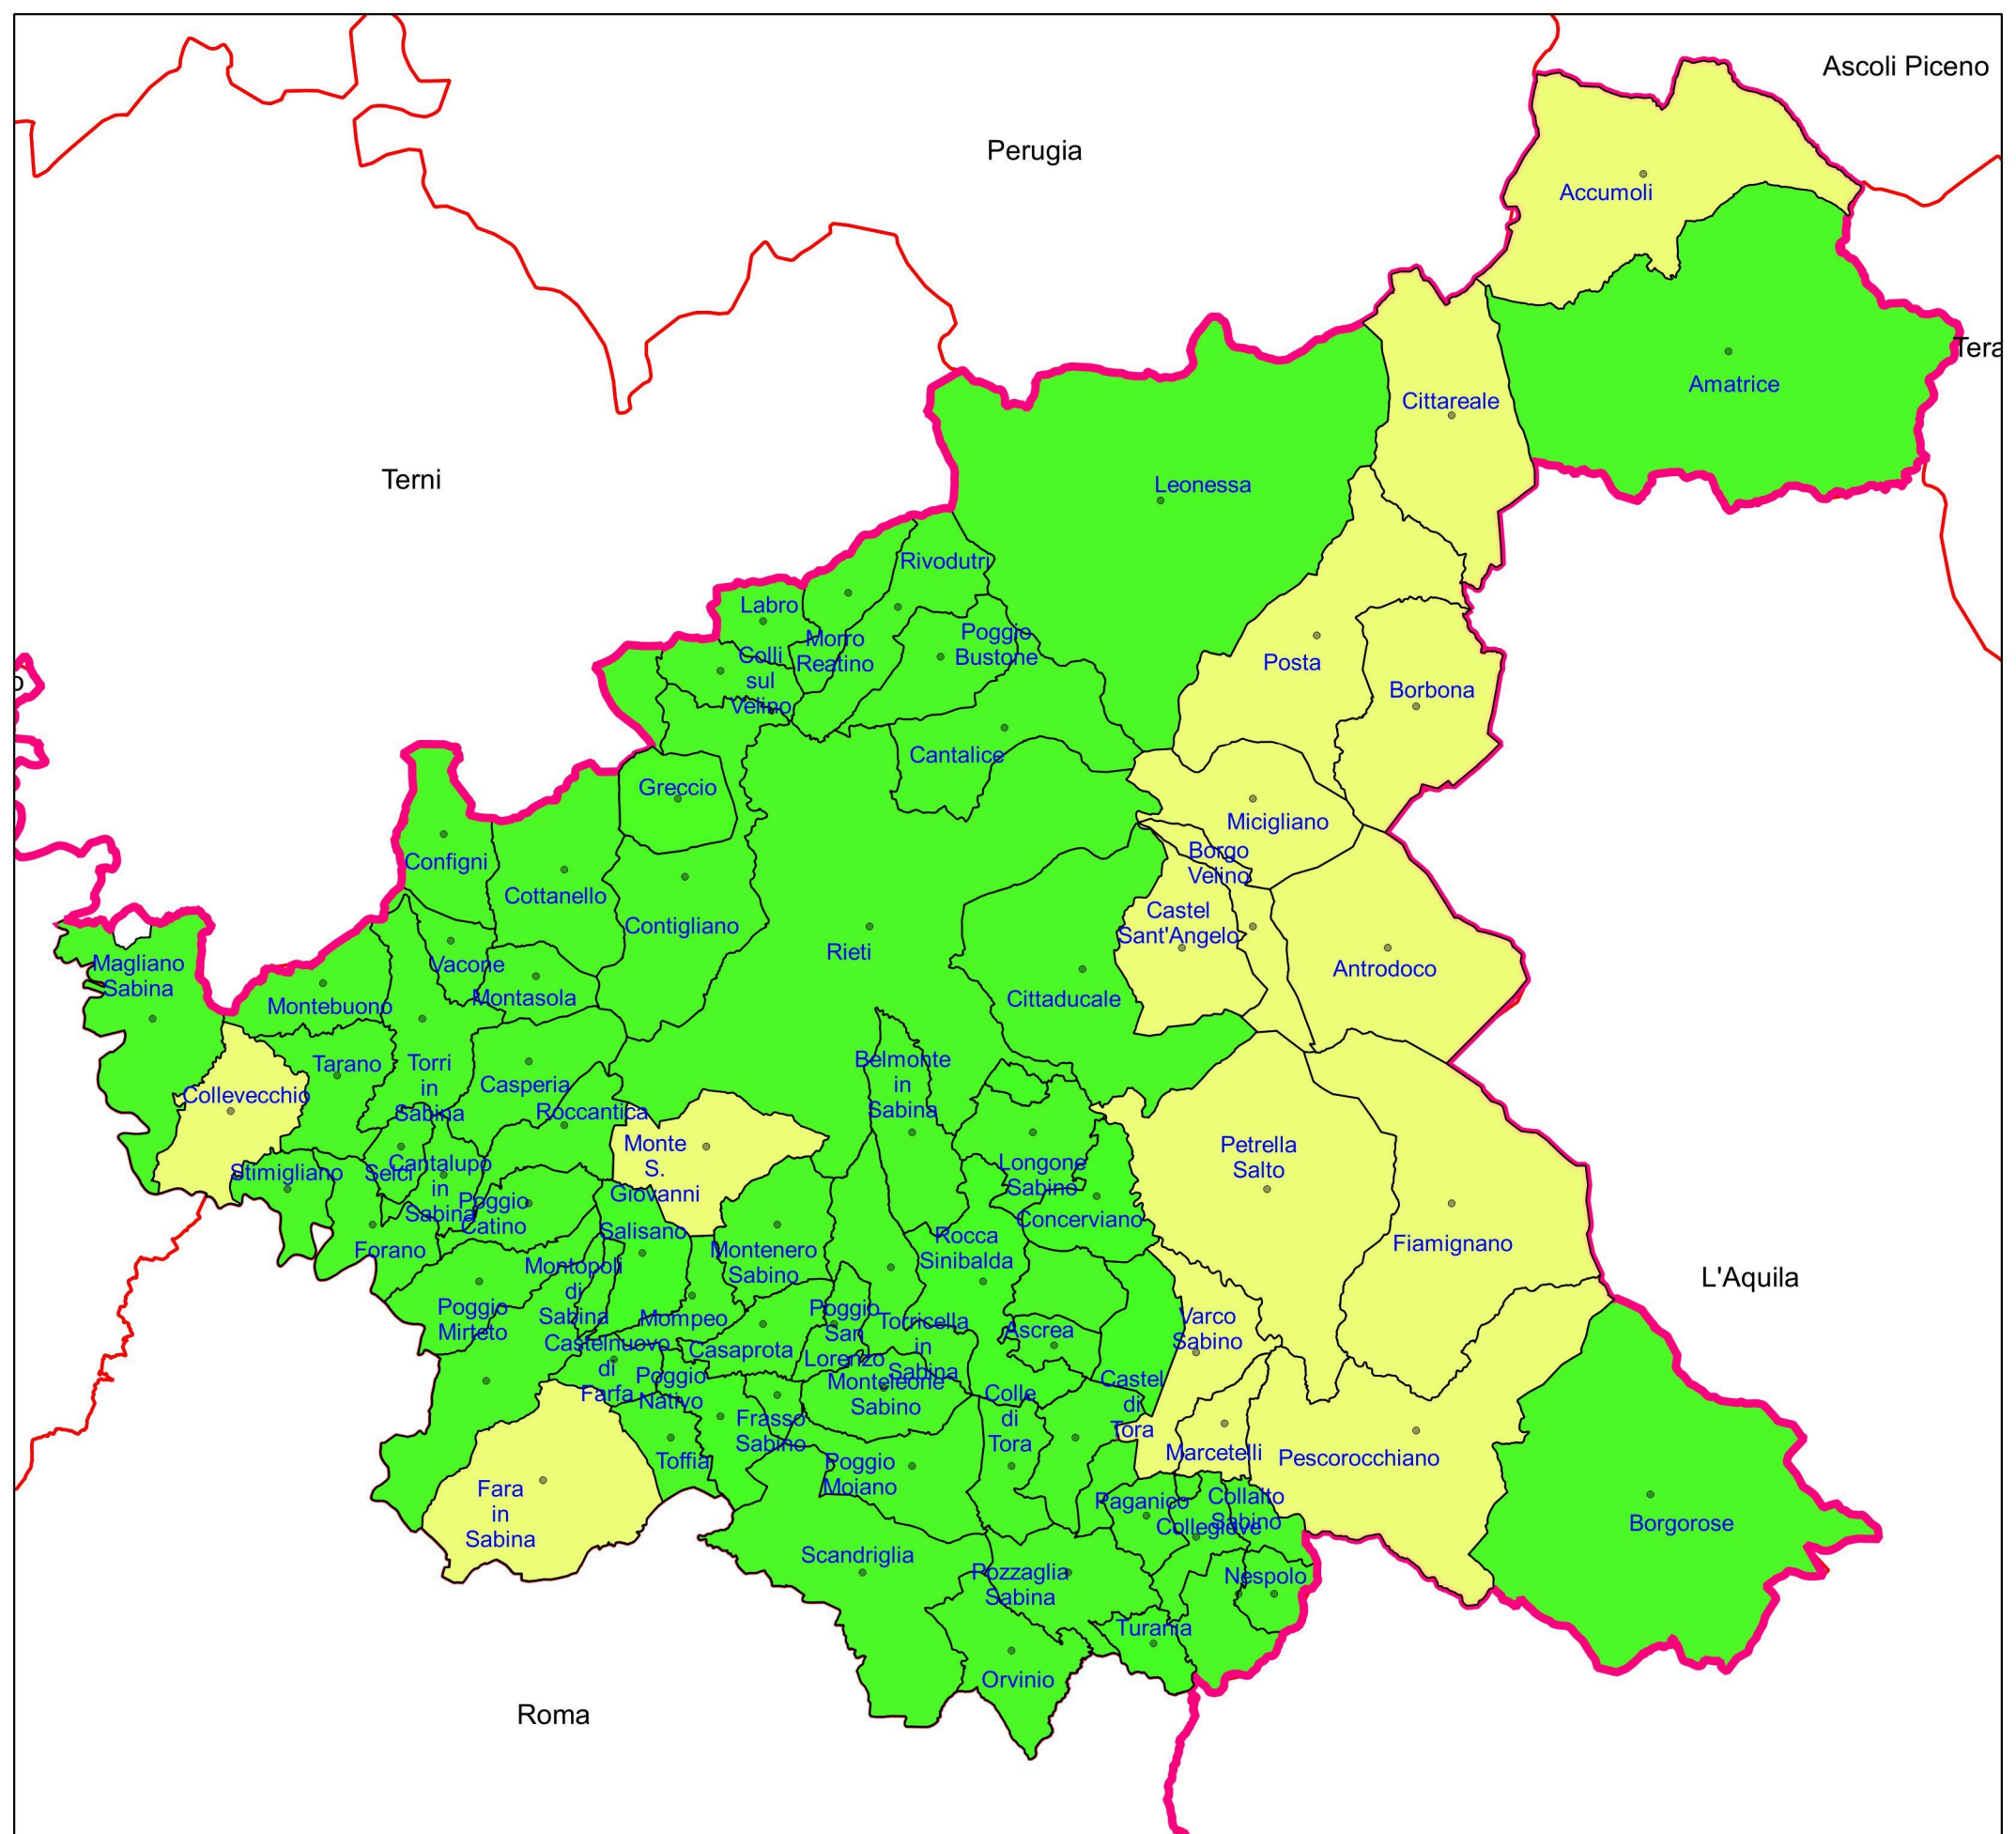 Ascoli Piceno
Perugia
Accumoli
Tera
Amatrice
Cittareale
Terni
Leonessa
Rivodutri
Labro
Poggio
Bustone
Morro
Reatino
Colli
sul
Velino
Posta
Borbona
Cantalice
Greccio
Micigliano
Borgo
Velino
Configni
Cottanello
Contigliano
Castel
Sant'Angelo
Rieti
Magliano
Sabina
Vacone
Antrodoco
Montebuono
Montasola
Cittaducale
Tarano
Torri
in
Sabina
Belmonte
in
Sabina
Casperia
Collevecchio
Roccantica
Monte
S.
Giovanni
Petrella
Salto
Stimigliano
Selci
Cantalupo
in
Sabina
Longone
Sabino
Poggio
Catino
Concerviano
Salisano
Rocca
Sinibalda
Fiamignano
Forano
Montenero
Sabino
Montopoli
di
Sabina
L'Aquila
Poggio
Mirteto
Mompeo
Poggio
San
Lorenzo
Torricella
in
Sabina
Varco
Sabino
Ascrea
Castelnuovo
di
Farfa
Casaprota
Poggio
Nativo
Monteleone
Sabino
Castel
di
Tora
Colle
di
Tora
Frasso
Sabino
Toffia
Marcetelli
Pescorocchiano
Poggio
Moiano
Fara
in
Sabina
Paganico
Collalto
Sabino
Collegiove
Borgorose
Scandriglia
Pozzaglia
Sabina
Nespolo
Turania
Orvinio
Roma